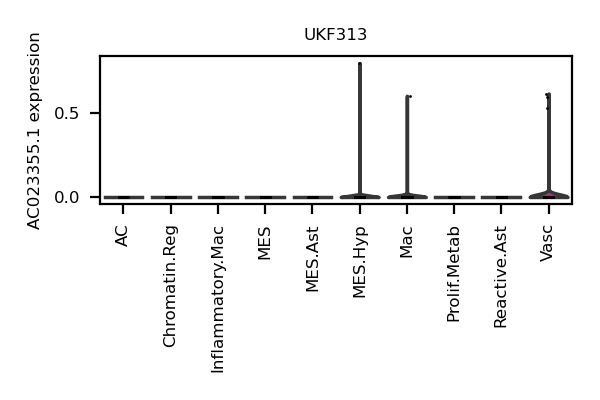 UKF313
AC023355.1 expression
0.5
0.0
AC
Chromatin.Reg
Inflammatory.Mac
MES
MES.Ast
MES.Hyp
Mac
Prolif.Metab
Reactive.Ast
Vasc